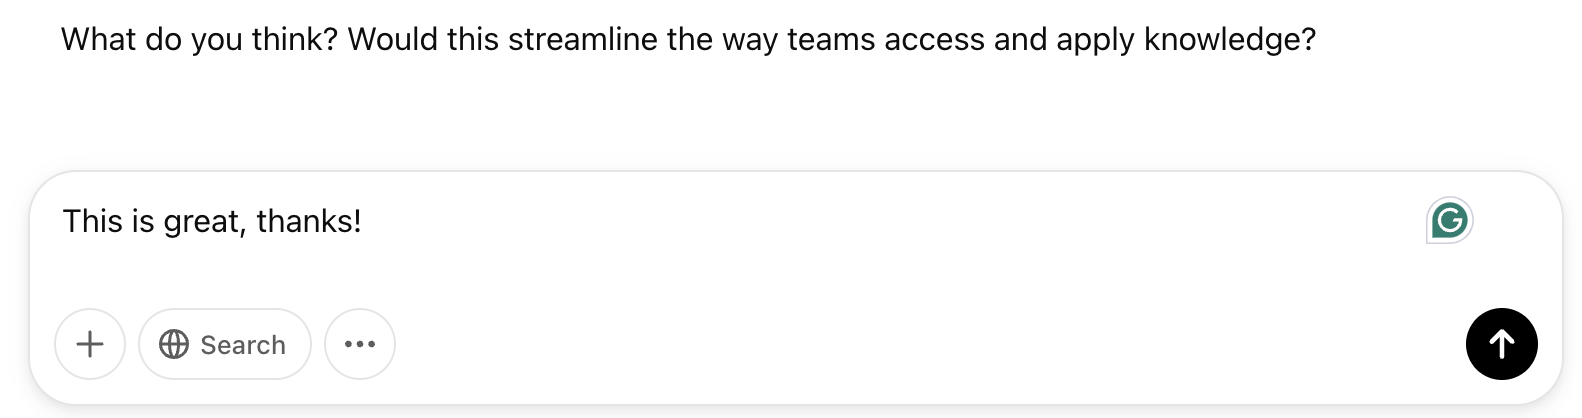 What do you think? Would this streamline the way teams access and apply knowledge?
This is great, thanks!
G
Search